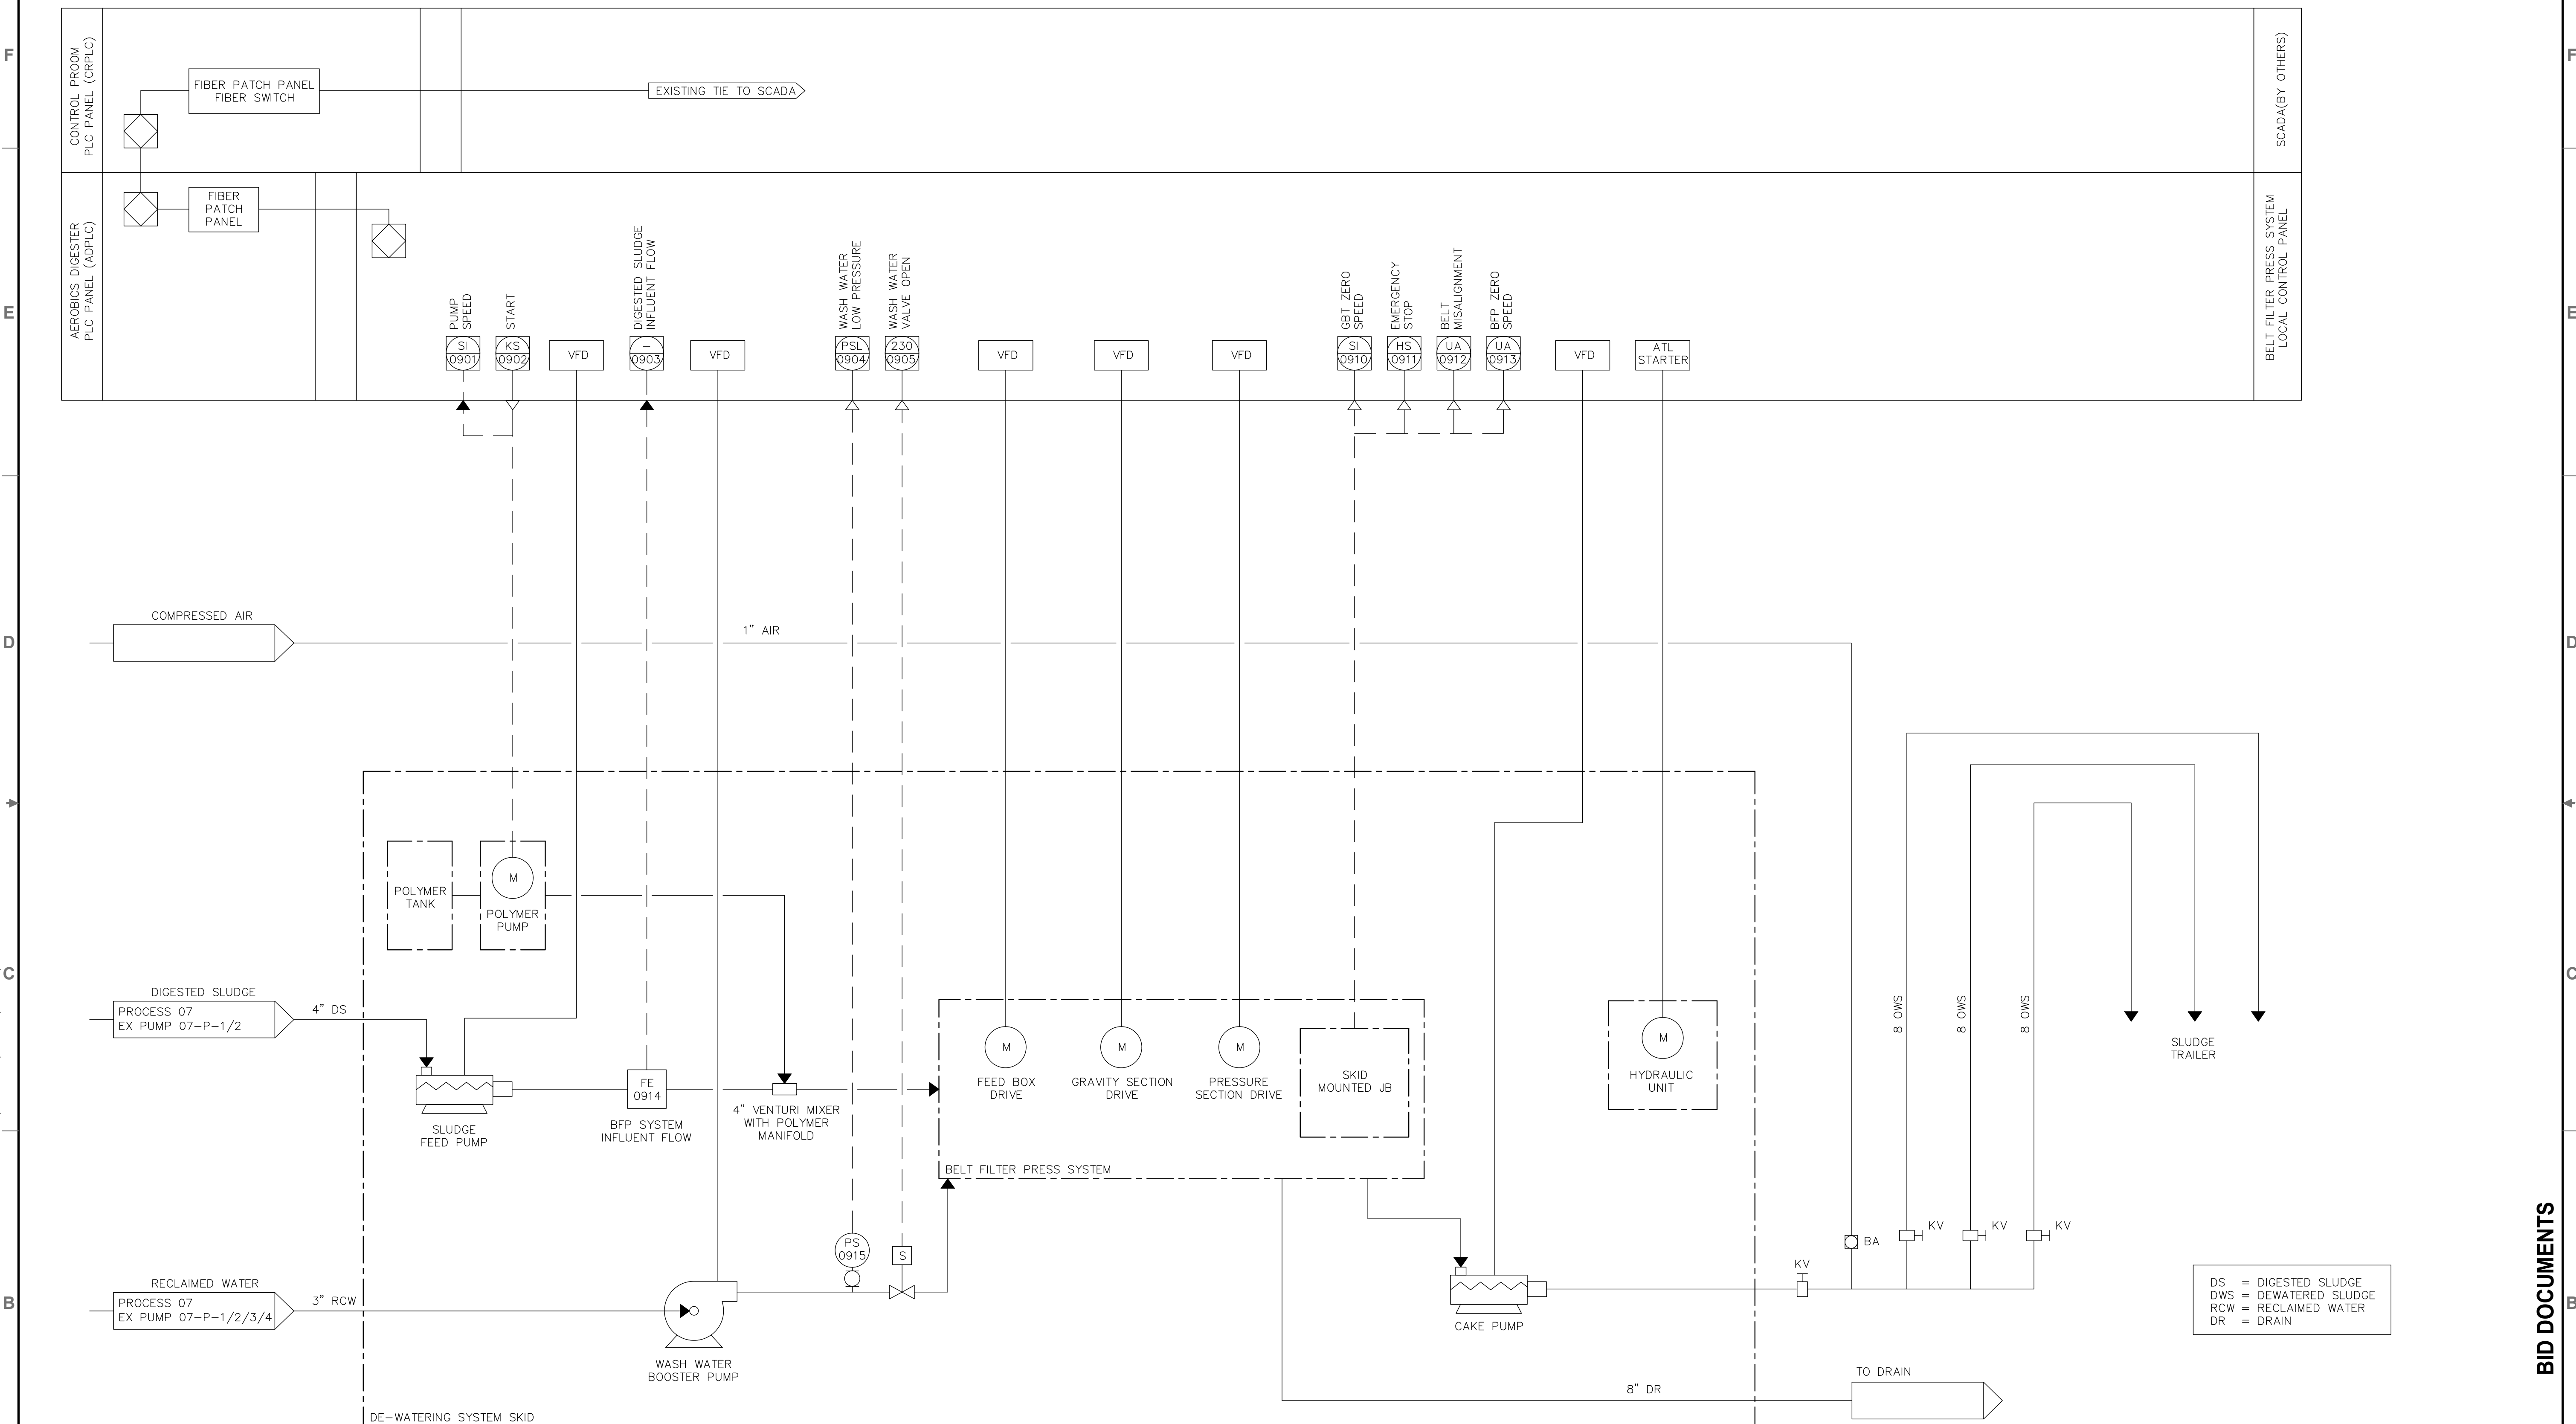 F
F
CONTROL PROOM
PLC PANEL (CRPLC)
FIBER PATCH PANEL
FIBER SWITCH
EXISTING TIE TO SCADA
SCADA(BY OTHERS)
AEROBICS DIGESTER
PLC PANEL (ADPLC)
FIBER
PATCH
PANEL
BELT FILTER PRESS SYSTEM
LOCAL CONTROL PANEL
E
E
PUMP
SPEED
START
DIGESTED SLUDGE
INFLUENT FLOW
WASH WATER
LOW PRESSURE
WASH WATER
VALVE OPEN
GBT ZERO
SPEED
EMERGENCY
STOP
BELT
MISALIGNMENT
BFP ZERO
SPEED
SI
0901
KS
0902
VFD
–
0903
VFD
PSL
0904
230
0905
VFD
VFD
VFD
SI
0910
HS
0911
UA
0912
UA
0913
VFD
ATL
STARTER
D
D
COMPRESSED AIR
1" AIR
POLYMER
TANK
M
POLYMER
PUMP
C
C
DIGESTED SLUDGE
PROCESS 07
EX PUMP 07-P-1/2
4" DS
SLUDGE
FEED PUMP
FE
0914
BFP SYSTEM
INFLUENT FLOW
4" VENTURI MIXER
WITH POLYMER
MANIFOLD
M
FEED BOX
DRIVE
M
GRAVITY SECTION
DRIVE
M
PRESSURE
SECTION DRIVE
SKID
MOUNTED JB
BELT FILTER PRESS SYSTEM
M
HYDRAULIC
UNIT
8 OWS
8 OWS
8 OWS
SLUDGE
TRAILER
PS
0915
S
KV
BA
KV
KV
KV
B
B
RECLAIMED WATER
PROCESS 07
EX PUMP 07-P-1/2/3/4
3" RCW
WASH WATER
BOOSTER PUMP
CAKE PUMP
DS = DIGESTED SLUDGE
DWS = DEWATERED SLUDGE
RCW = RECLAIMED WATER
DR = DRAIN
TO DRAIN
8" DR
DE-WATERING SYSTEM SKID
BID DOCUMENTS